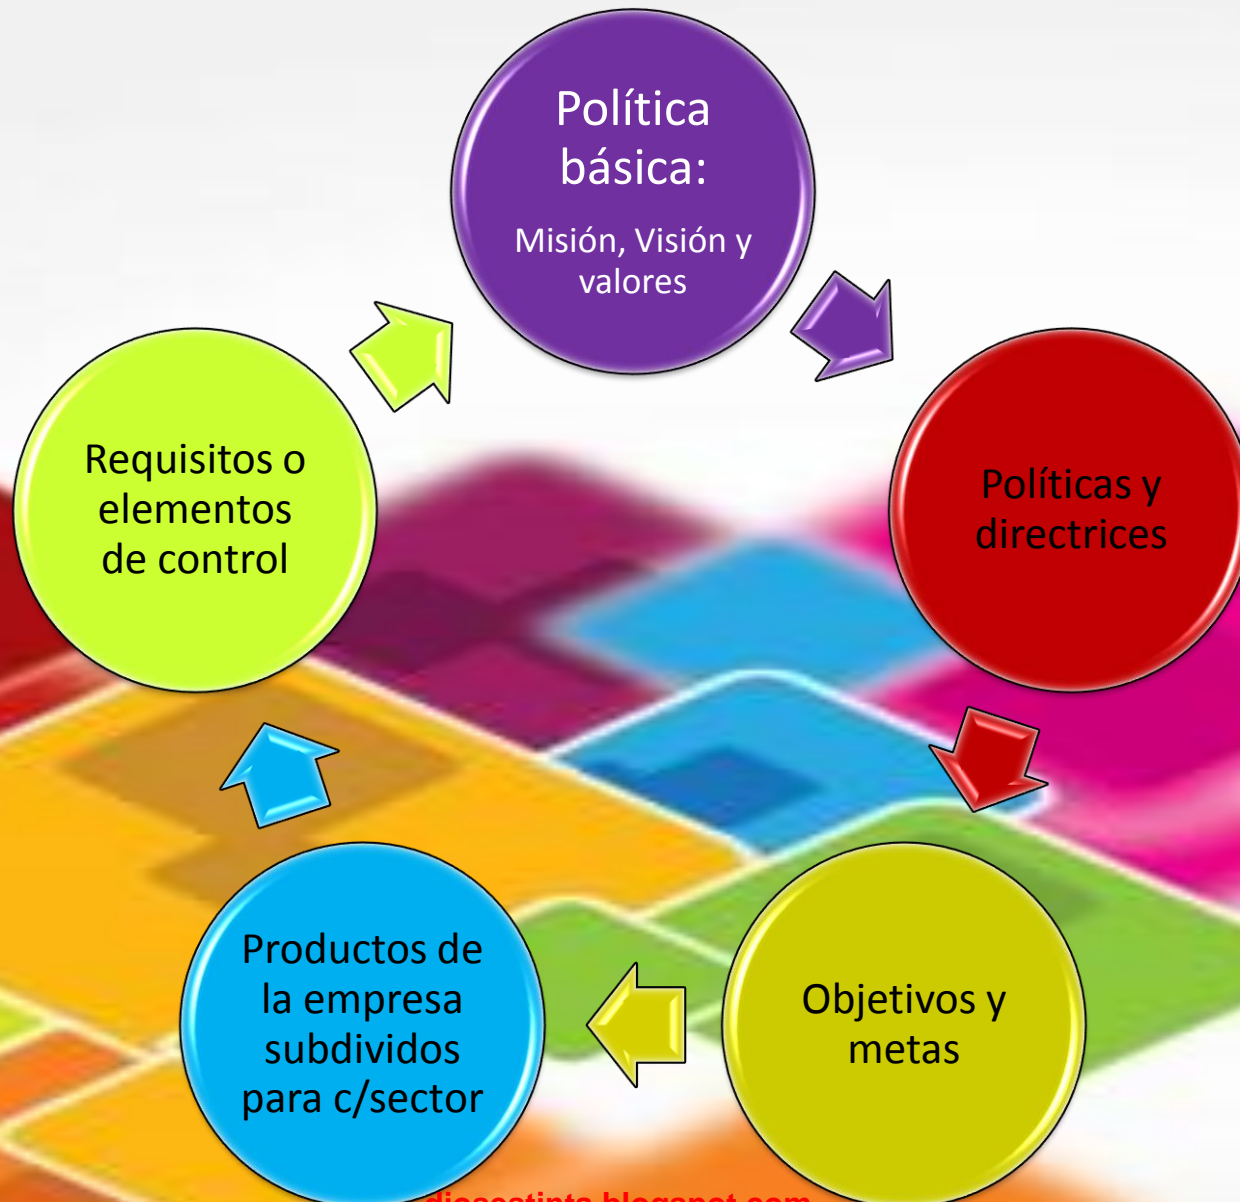 Política
básica:
Misión, Visión y
valores
Políticas y
directrices
Objetivos y
metas
Productos de
la empresa
subdividos
para c/sector
Requisitos o
elementos
de control